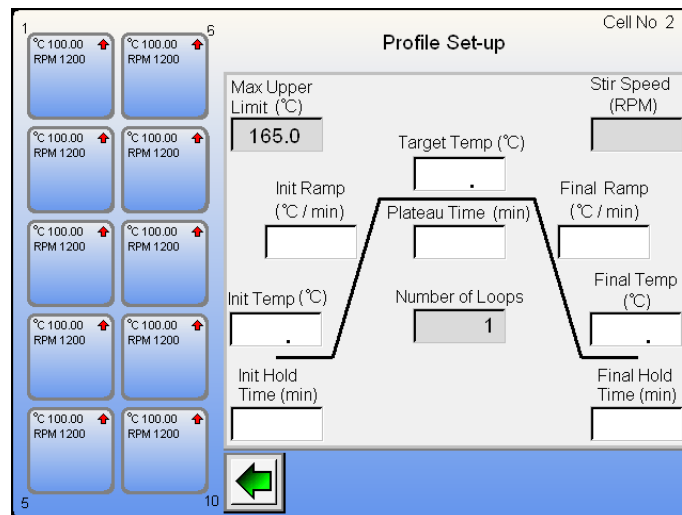 1
6
°C 100.00
RPM 1200
°C 100.00
RPM 1200
°C 100.00
RPM 1200
°C 100.00
RPM 1200
°C 100.00
RPM 1200
°C 100.00
RPM 1200
°C 100.00
RPM 1200
°C 100.00
RPM 1200
°C 100.00
RPM 1200
°C 100.00
RPM 1200
5
10
Cell No 2
Profile Set-up
Max Upper
Limit (°C)
165.0
Stir Speed
(RPM)
Target Temp (°C)
.
Init Ramp
(°C / min)
Plateau Time (min)
Final Ramp
(°C / min)
Init Temp (°C)
.
Number of Loops
1
Final Temp
(°C)
.
Init Hold
Time (min)
Final Hold
Time (min)